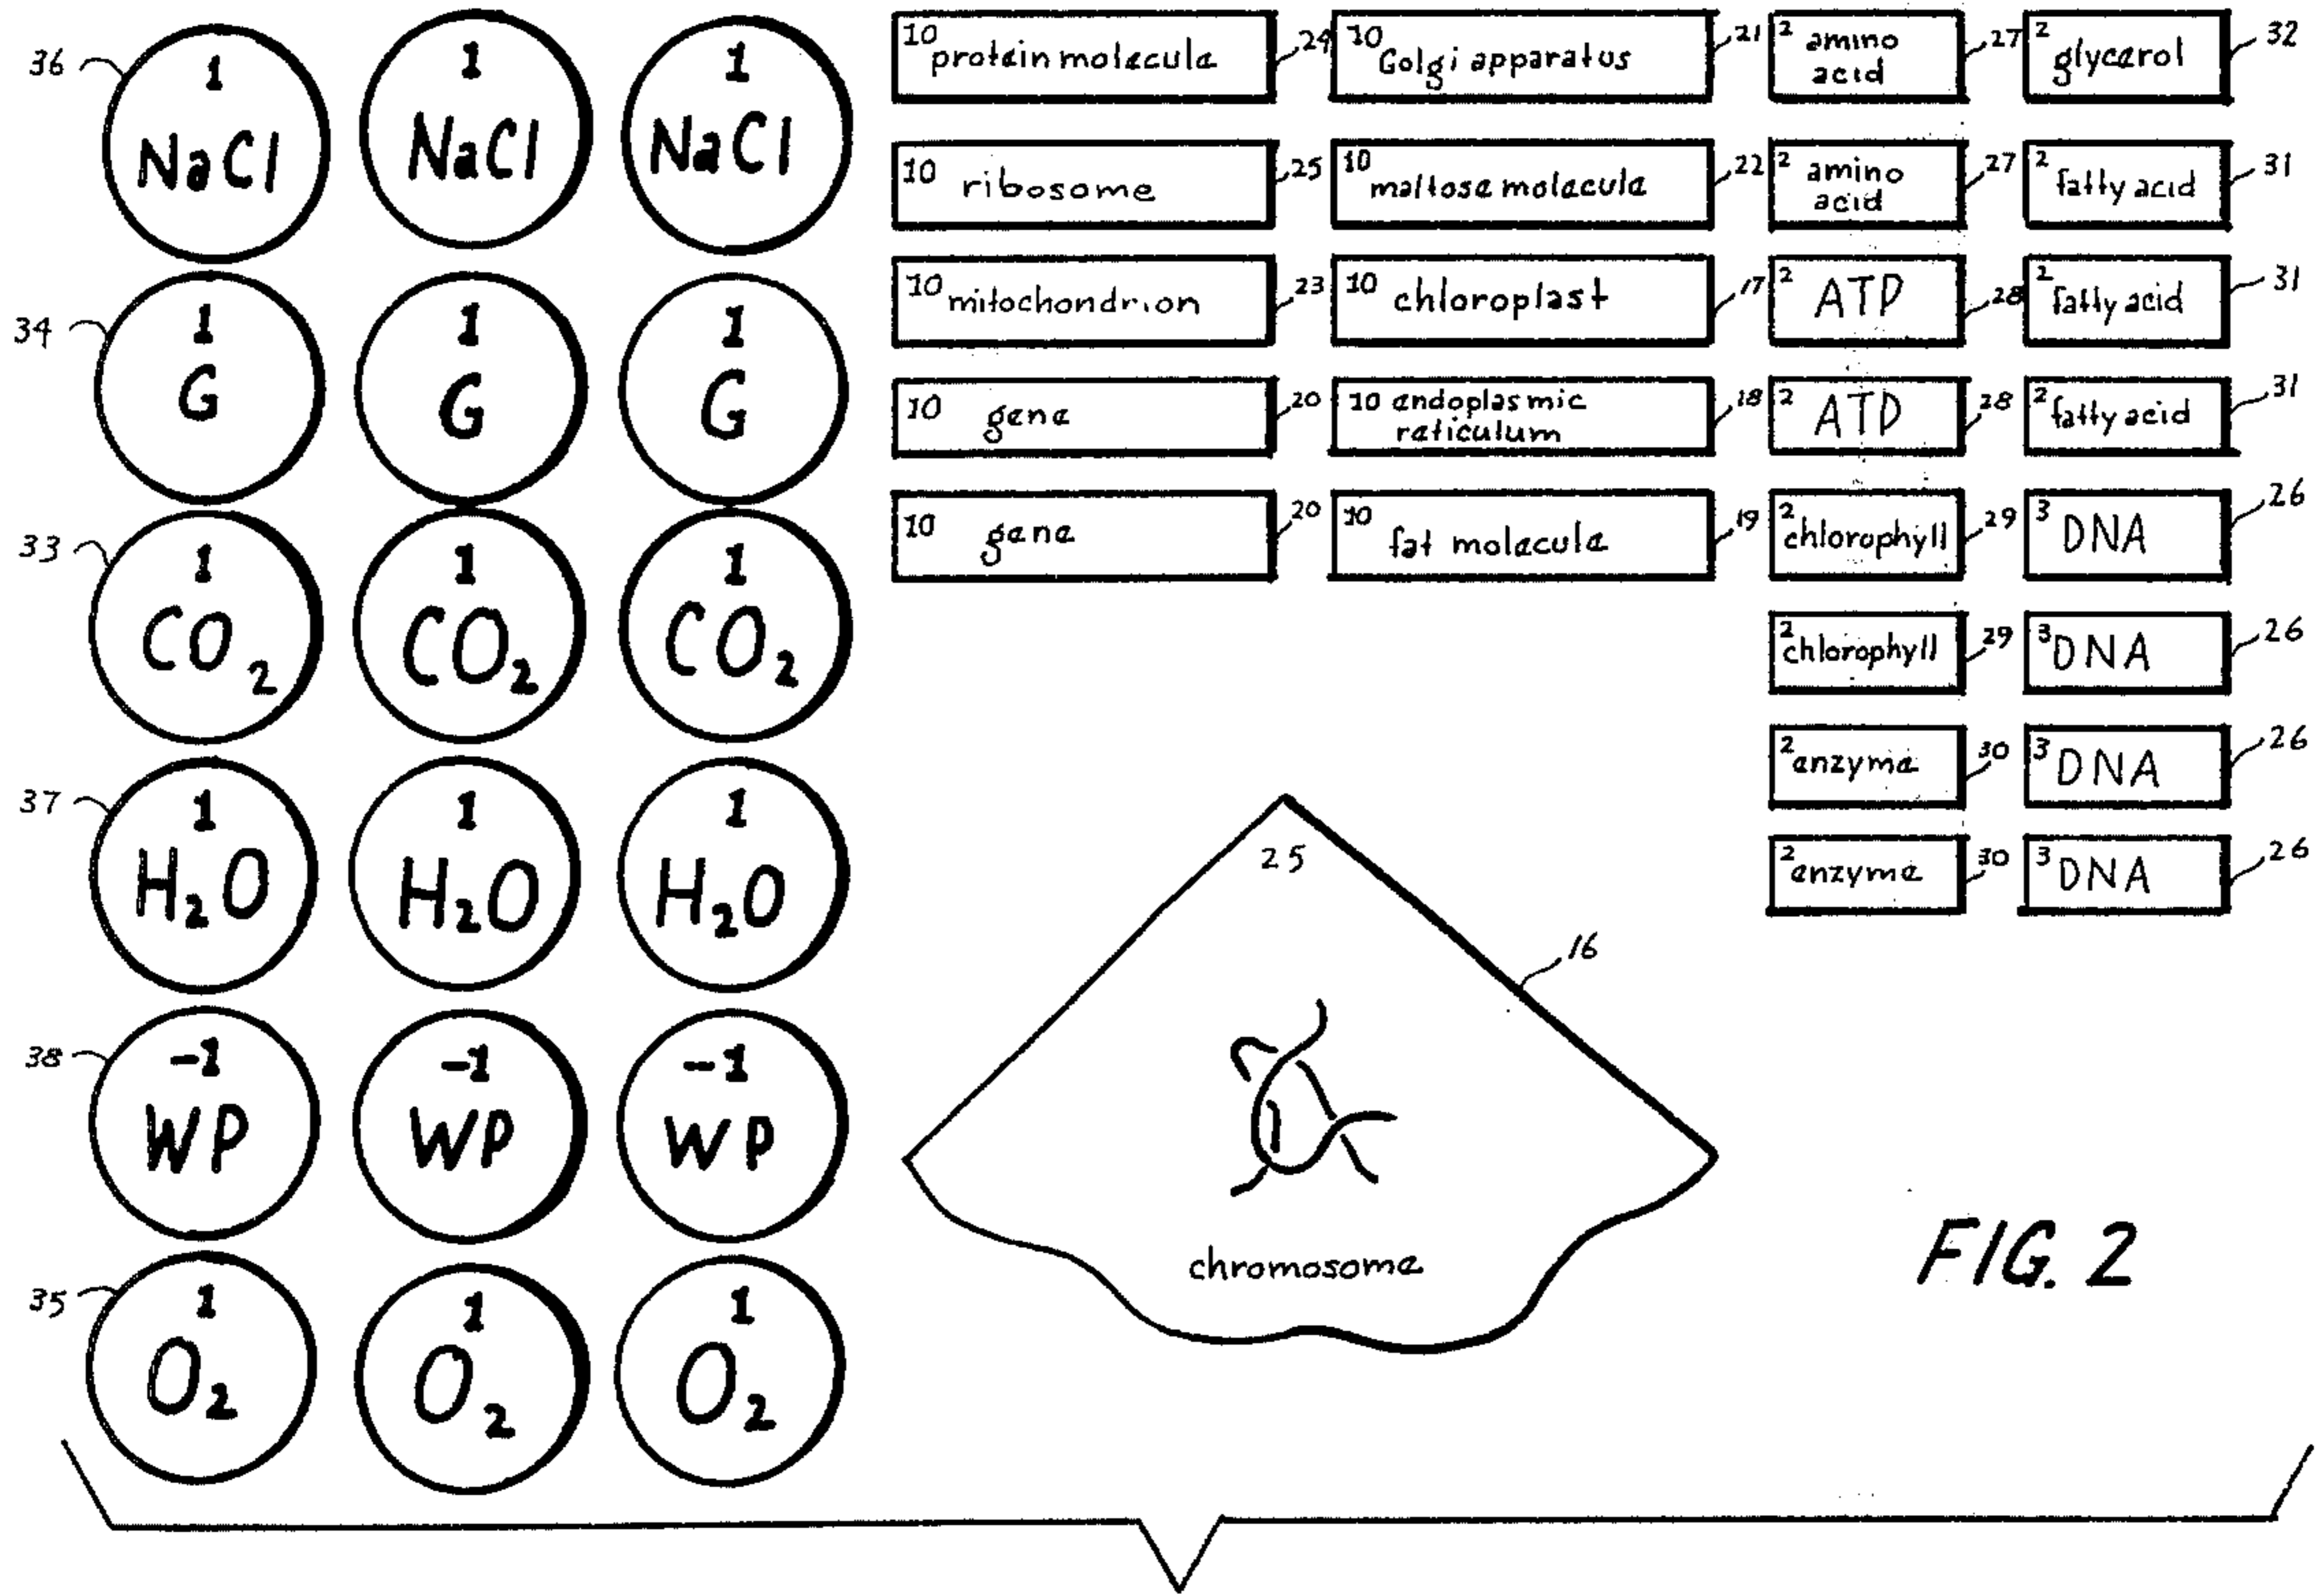 36
1
NaCl
1
NaCl
1
NaCl
34
1
G
1
G
1
G
33
1
CO2
1
CO2
1
CO2
37
1
H2O
1
H2O
1
H2O
38
-1
WP
-1
WP
-1
WP
35
1
O2
1
O2
1
O2
10 protein molecule 24
10 Golgi apparatus 21
2 amino
acid 27
2 glycerol 32
10 ribosome 25
10 maltose molecule 22
2 amino
acid 27
2 fatty acid 31
10 mitochondrion 23
10 chloroplast 17
2 ATP 28
2 fatty acid 31
10 gene 20
10 endoplasmic
reticulum 18
2 ATP 28
2 fatty acid 31
10 gene 20
10 fat molecule 19
2 chlorophyll 29
3 DNA 26
2 chlorophyll 29
3 DNA 26
2 enzyme 30
3 DNA 26
2 enzyme 30
3 DNA 26
25
16
chromosome
FIG. 2